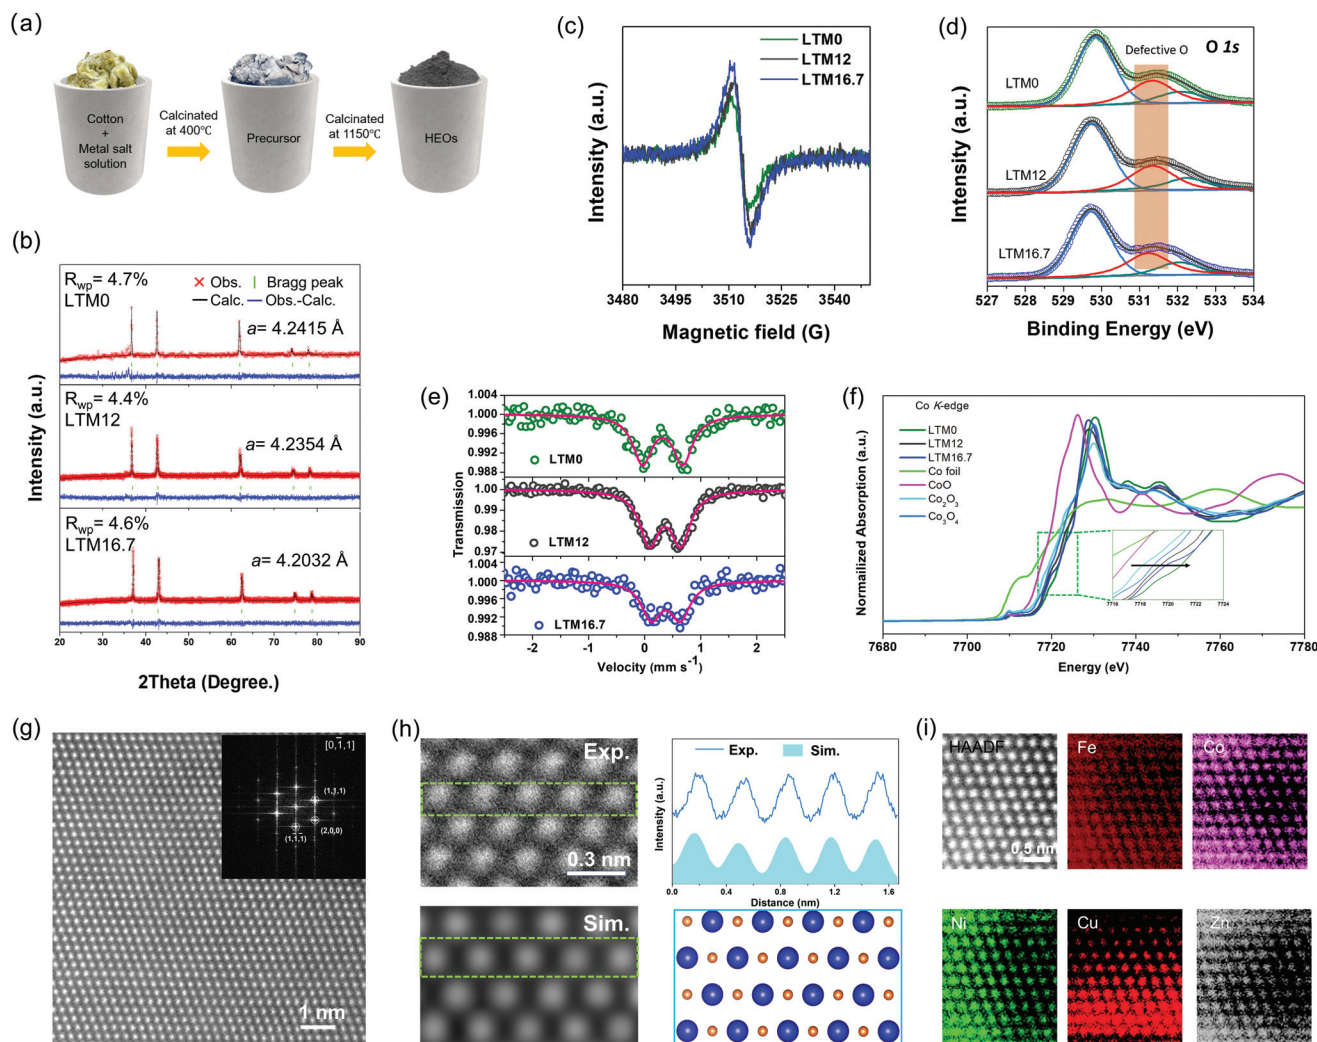 (a)
Cotton
+
Metal salt
solution
Calcinated
at 400℃
Precursor
Calcinated
at 1150℃
HEOs
(b)
Intensity (a.u.)
R_wp= 4.7%
LTM0
Obs.
Bragg peak
Calc.
Obs.-Calc.
a= 4.2415 Å
R_wp= 4.4%
LTM12
a= 4.2354 Å
R_wp= 4.6%
LTM16.7
a= 4.2032 Å
20 30 40 50 60 70 80 90
2Theta (Degree.)
(c)
Intensity (a.u.)
LTM0
LTM12
LTM16.7
3480 3495 3510 3525 3540
Magnetic field (G)
(d)
Intensity (a.u.)
Defective O
O 1s
LTM0
LTM12
LTM16.7
527 528 529 530 531 532 533 534
Binding Energy (eV)
(e)
Transmission
1.004
1.000
0.996
0.992
0.988
LTM0
1.00
0.99
0.98
0.97
LTM12
1.004
1.000
0.996
0.992
0.988
LTM16.7
-2 -1 0 1 2
Velocity (mm s⁻¹)
(f)
Normailized Absorption (a.u.)
Co K-edge
LTM0
LTM12
LTM16.7
Co foil
CoO
Co₂O₃
Co₃O₄
7716 7718 7720 7722 7724
7680 7700 7720 7740 7760 7780
Energy (eV)
(g)
[0,1̄,1]
(1,1,1)
(2,0,0)
(1,1̄,1)
1 nm
(h)
Exp.
0.3 nm
Sim.
Exp.
Sim.
Intensity (a.u.)
0.0 0.4 0.8 1.2 1.6
Distance (nm)
(i)
HAADF
0.5 nm
Fe
Co
Ni
Cu
Zn